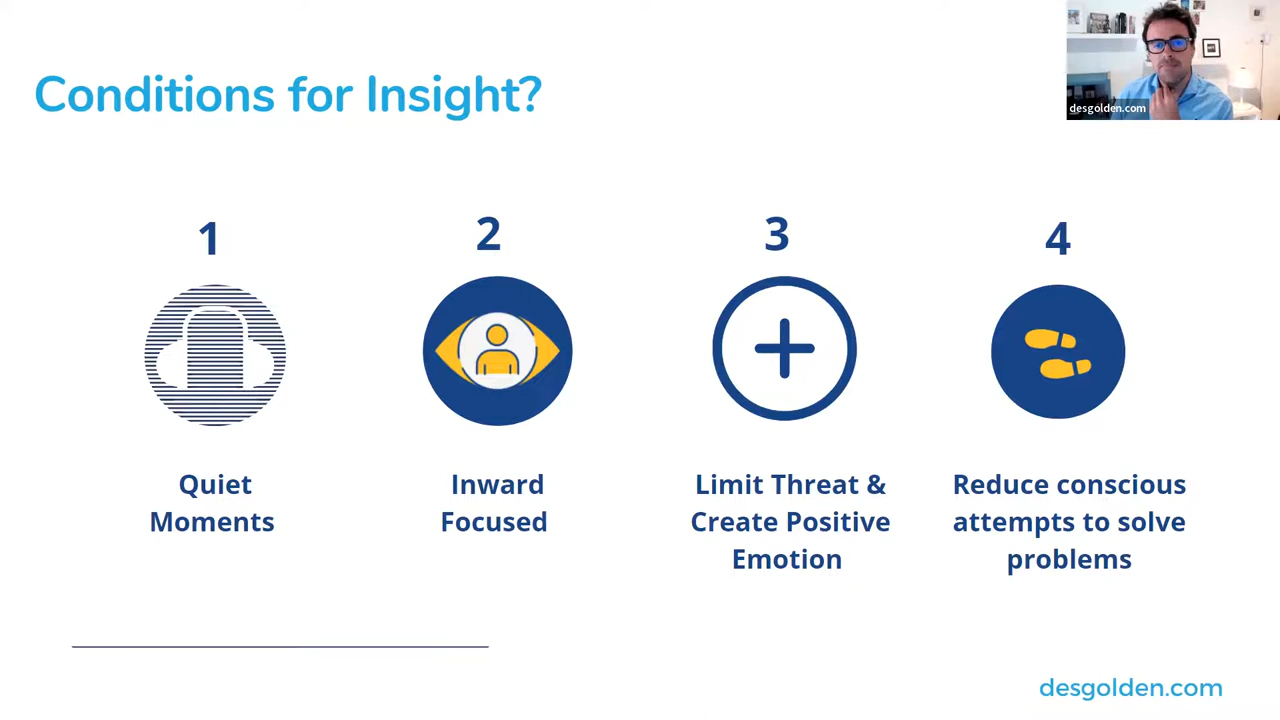 Conditions for Insight?
desgolden.com
1
2
3
4
Quiet
Moments
Inward
Focused
Limit Threat &
Create Positive
Emotion
Reduce conscious
attempts to solve
problems
desgolden.com